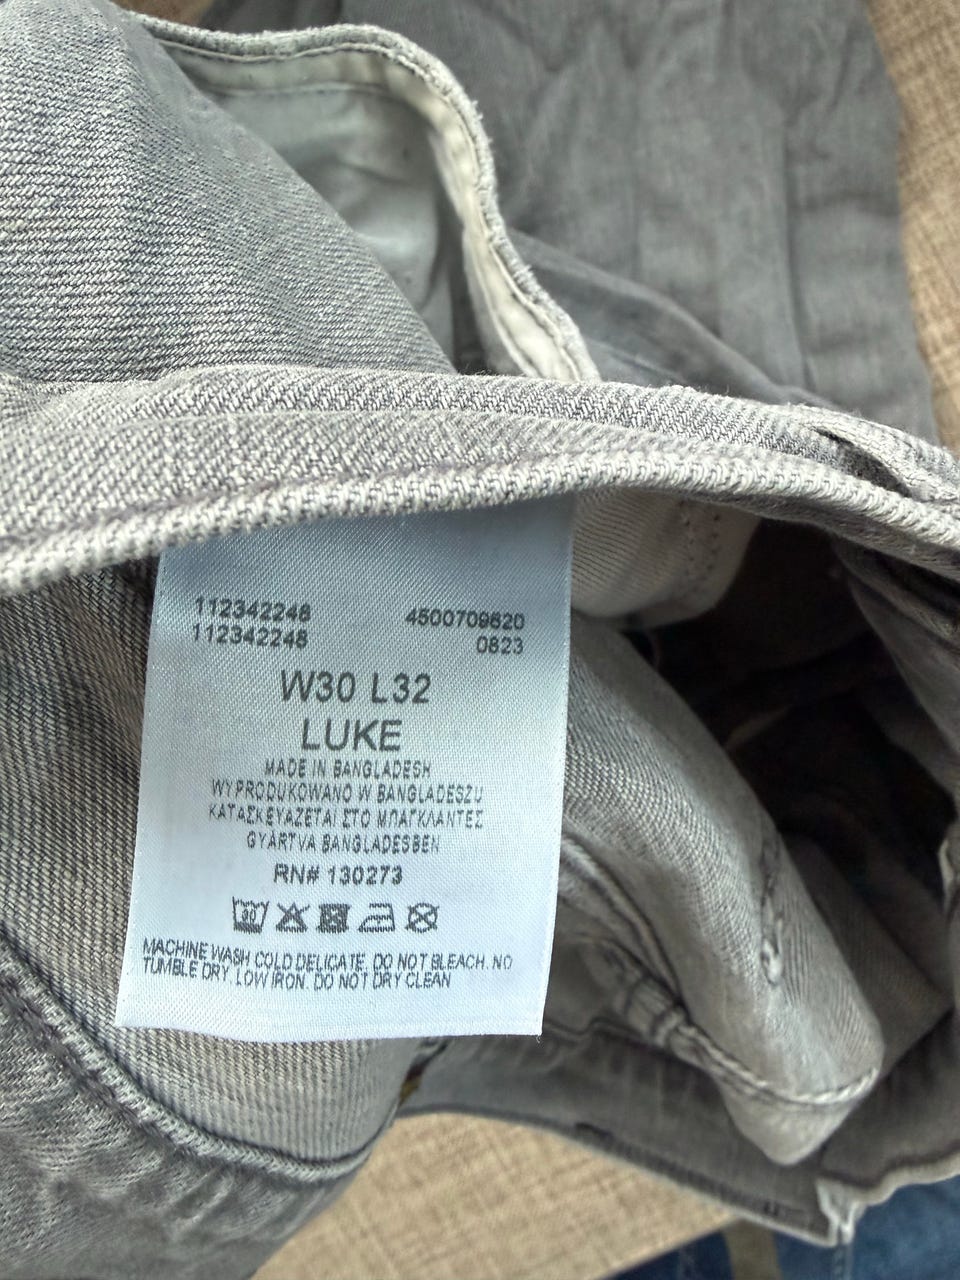 112342248 4500709620
112342248 0823
W30 L32
LUKE
MADE IN BANGLADESH
WYPRODUKOWANO W BANGLADESZU
ΚΑΤΑΣΚΕΥΑΖΕΤΑΙ ΣΤΟ ΜΠΑΓΚΛΑΝΤΕΣ
GYÁRTVA BANGLADESBEN
RN# 130273
30
MACHINE WASH COLD DELICATE. DO NOT BLEACH. NO
TUMBLE DRY. LOW IRON. DO NOT DRY CLEAN